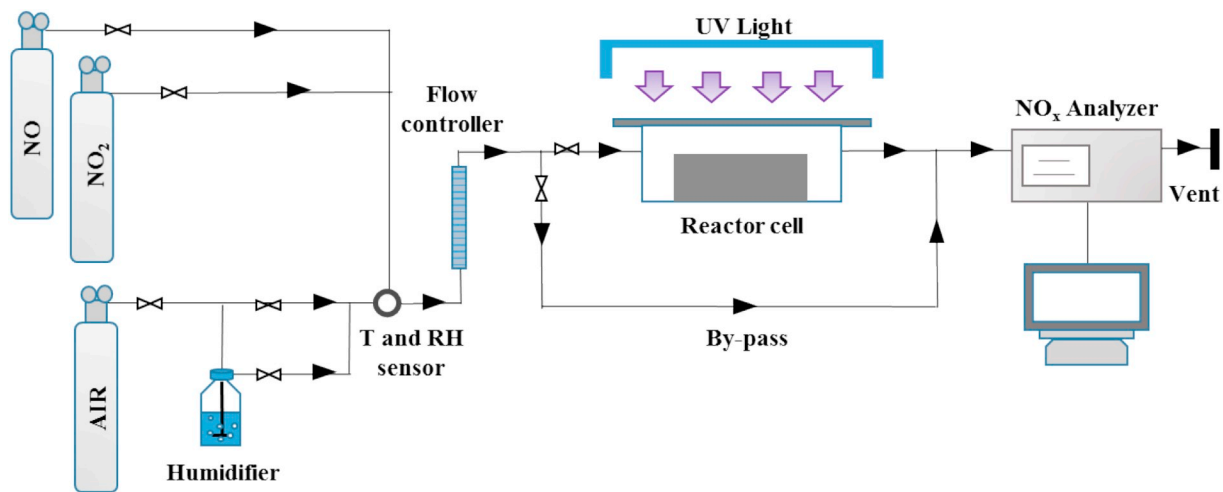 NO
NO₂
AIR
Humidifier
T and RH
sensor
Flow
controller
UV Light
Reactor cell
By-pass
NOₓ Analyzer
Vent